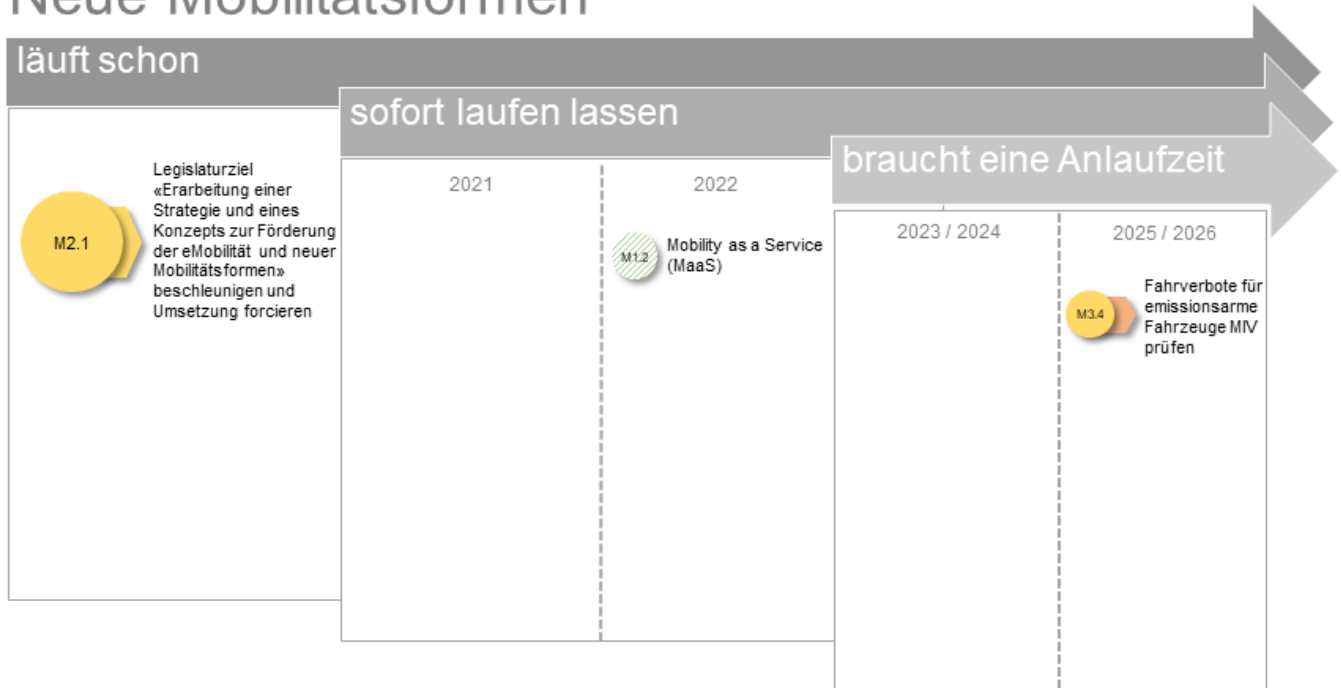 Neue Mobilitätsformen
läuft schon
sofort laufen lassen
braucht eine Anlaufzeit
M2.1
Legislaturziel
«Erarbeitung einer
Strategie und eines
Konzepts zur Förderung
der eMobilität und neuer
Mobilitätsformen»
beschleunigen und
Umsetzung forcieren
2021
2022
M1.2
Mobility as a Service
(MaaS)
2023 / 2024
2025 / 2026
M3.4
Fahrverbote für
emissionsarme
Fahrzeuge MIV
prüfen